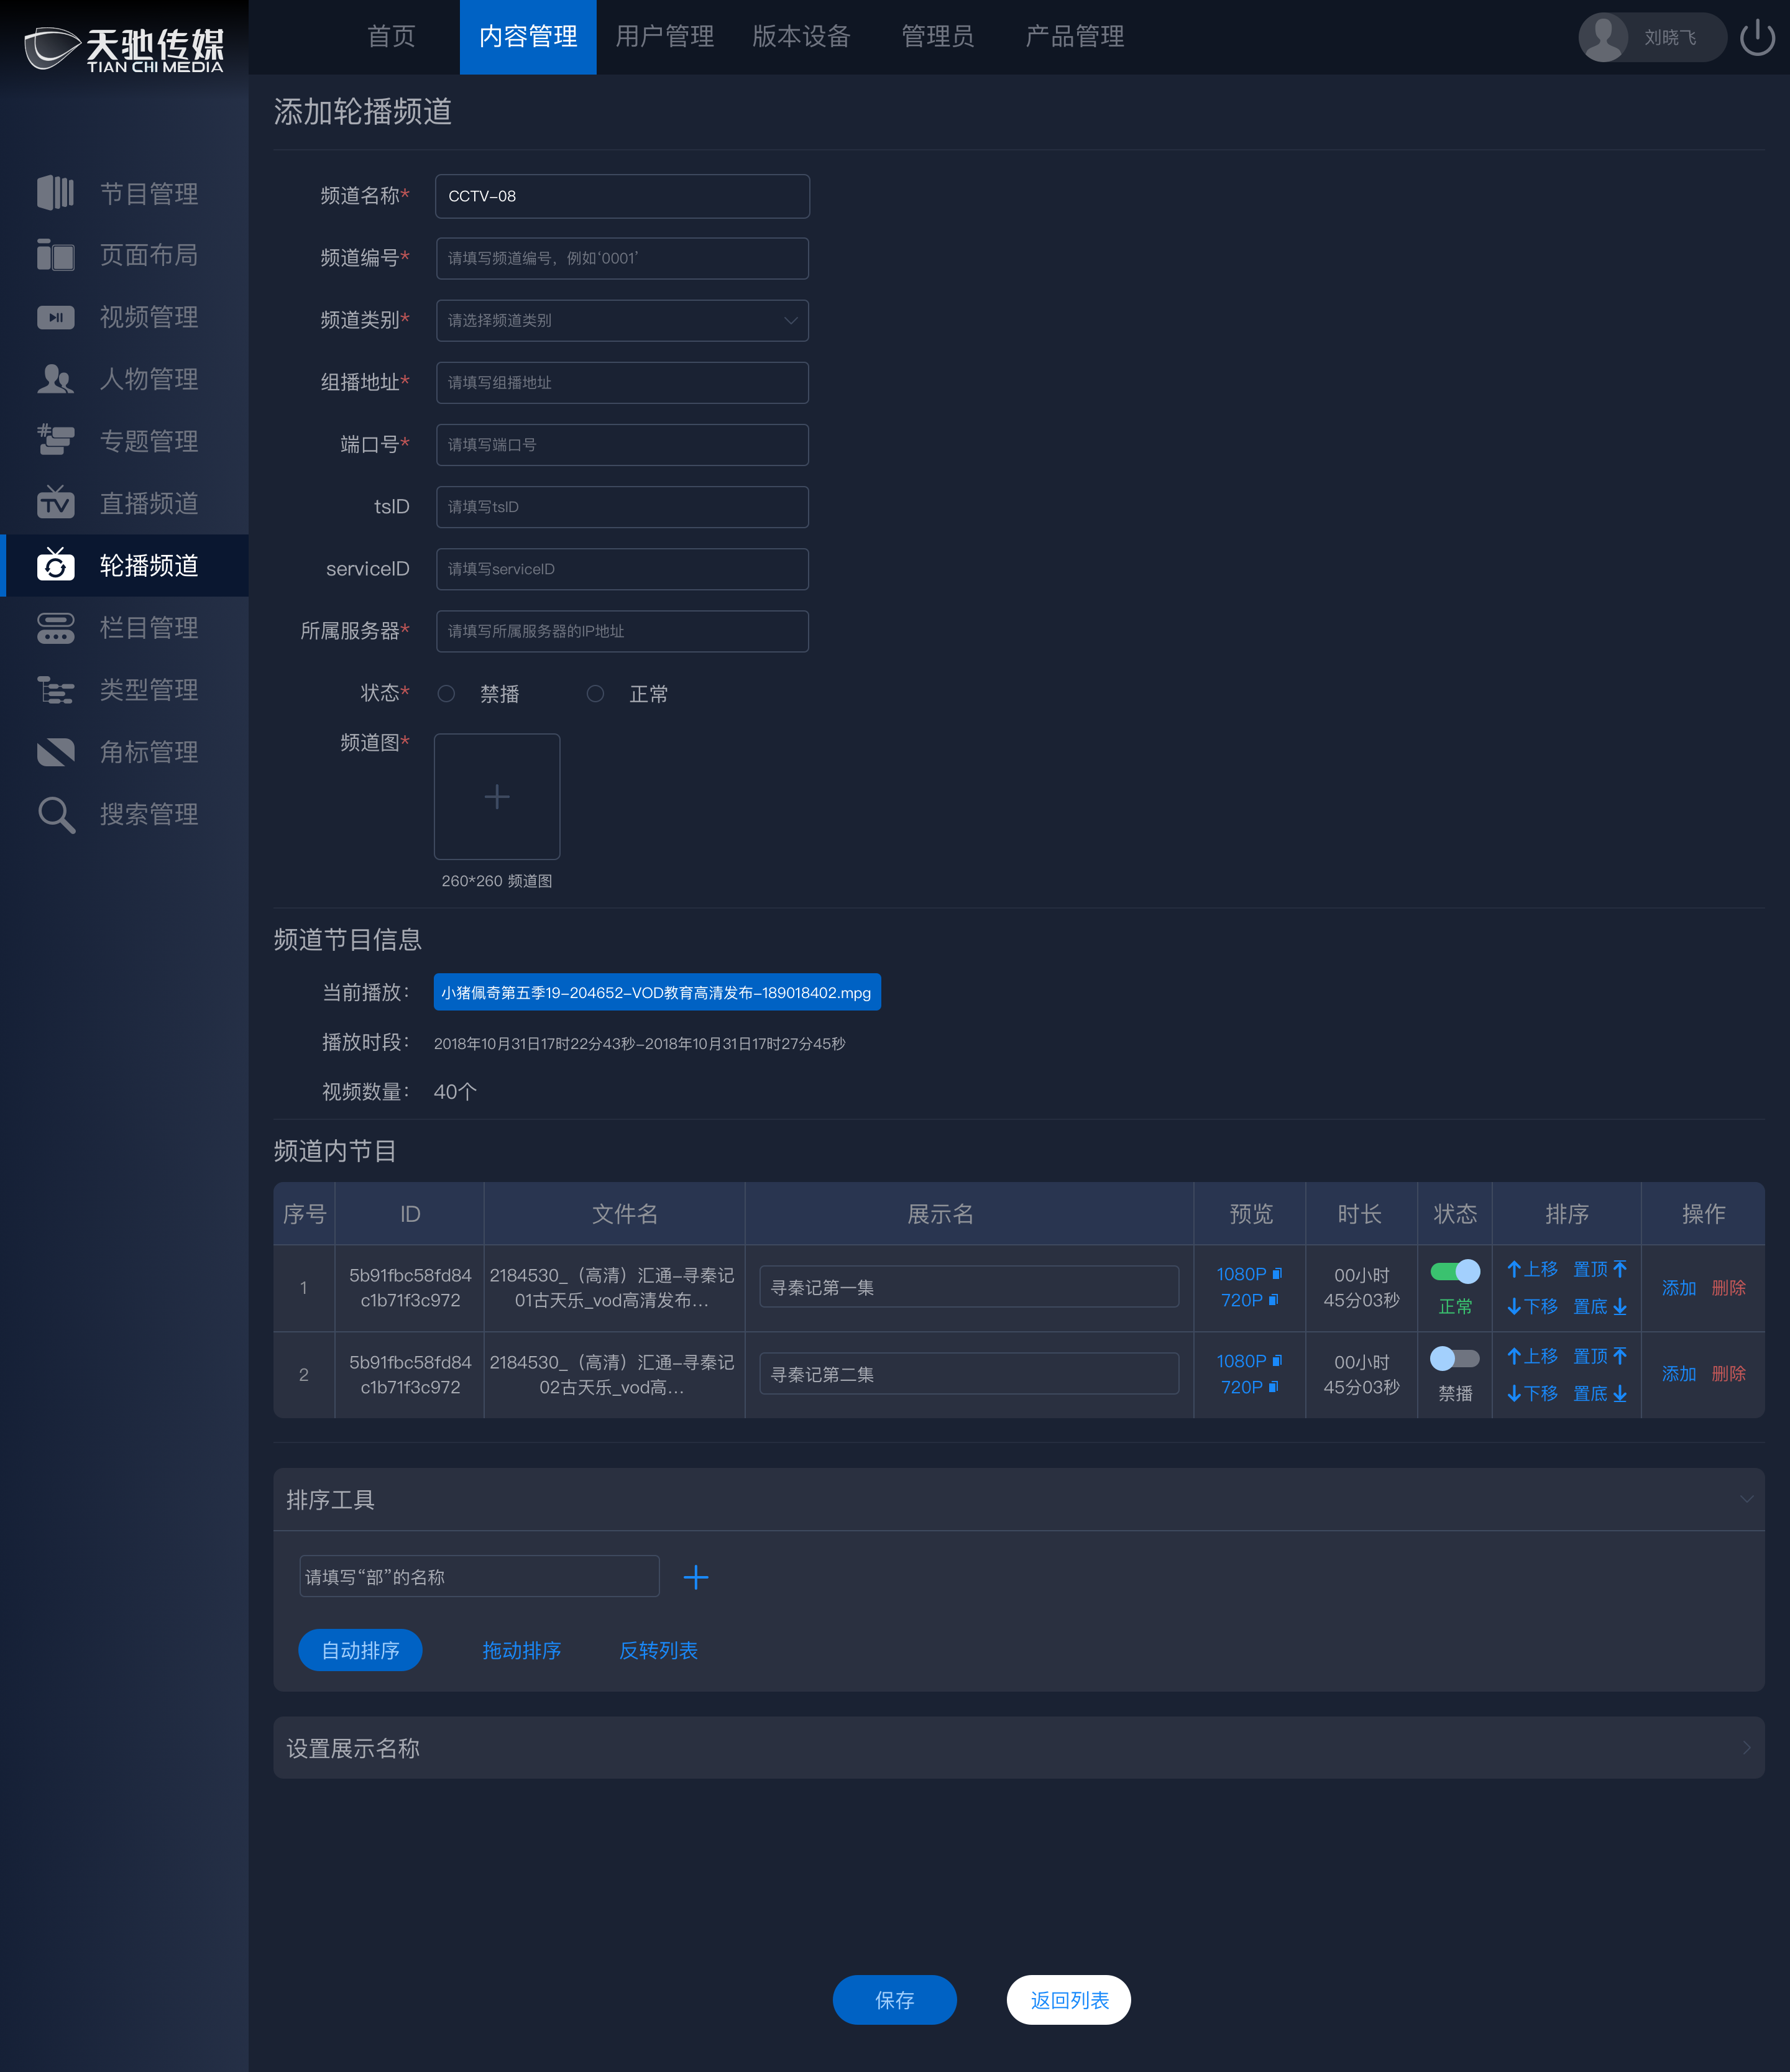 天驰传媒
TIAN CHI MEDIA
首页 内容管理 用户管理 版本设备 管理员 产品管理
刘晓飞
节目管理
页面布局
视频管理
人物管理
专题管理
TV 直播频道
轮播频道
栏目管理
类型管理
角标管理
搜索管理
添加轮播频道
频道名称* CCTV-08
频道编号* 请填写频道编号，例如‘0001’
频道类别* 请选择频道类别
组播地址* 请填写组播地址
端口号* 请填写端口号
tsID 请填写tsID
serviceID 请填写serviceID
所属服务器* 请填写所属服务器的IP地址
状态* 禁播 正常
频道图*
260*260 频道图
频道节目信息
当前播放： 小猪佩奇第五季19-204652-VOD教育高清发布-189018402.mpg
播放时段： 2018年10月31日17时22分43秒-2018年10月31日17时27分45秒
视频数量： 40个
频道内节目
序号 ID 文件名 展示名 预览 时长 状态 排序 操作
1
5b91fbc58fd84
c1b71f3c972
2184530_（高清）汇通-寻秦记
01古天乐_vod高清发布...
寻秦记第一集
1080P
720P
00小时
45分03秒
正常
上移 置顶
下移 置底
添加 删除
2
5b91fbc58fd84
c1b71f3c972
2184530_（高清）汇通-寻秦记
02古天乐_vod高...
寻秦记第二集
1080P
720P
00小时
45分03秒
禁播
上移 置顶
下移 置底
添加 删除
排序工具
请填写“部”的名称
自动排序 拖动排序 反转列表
设置展示名称
保存 返回列表